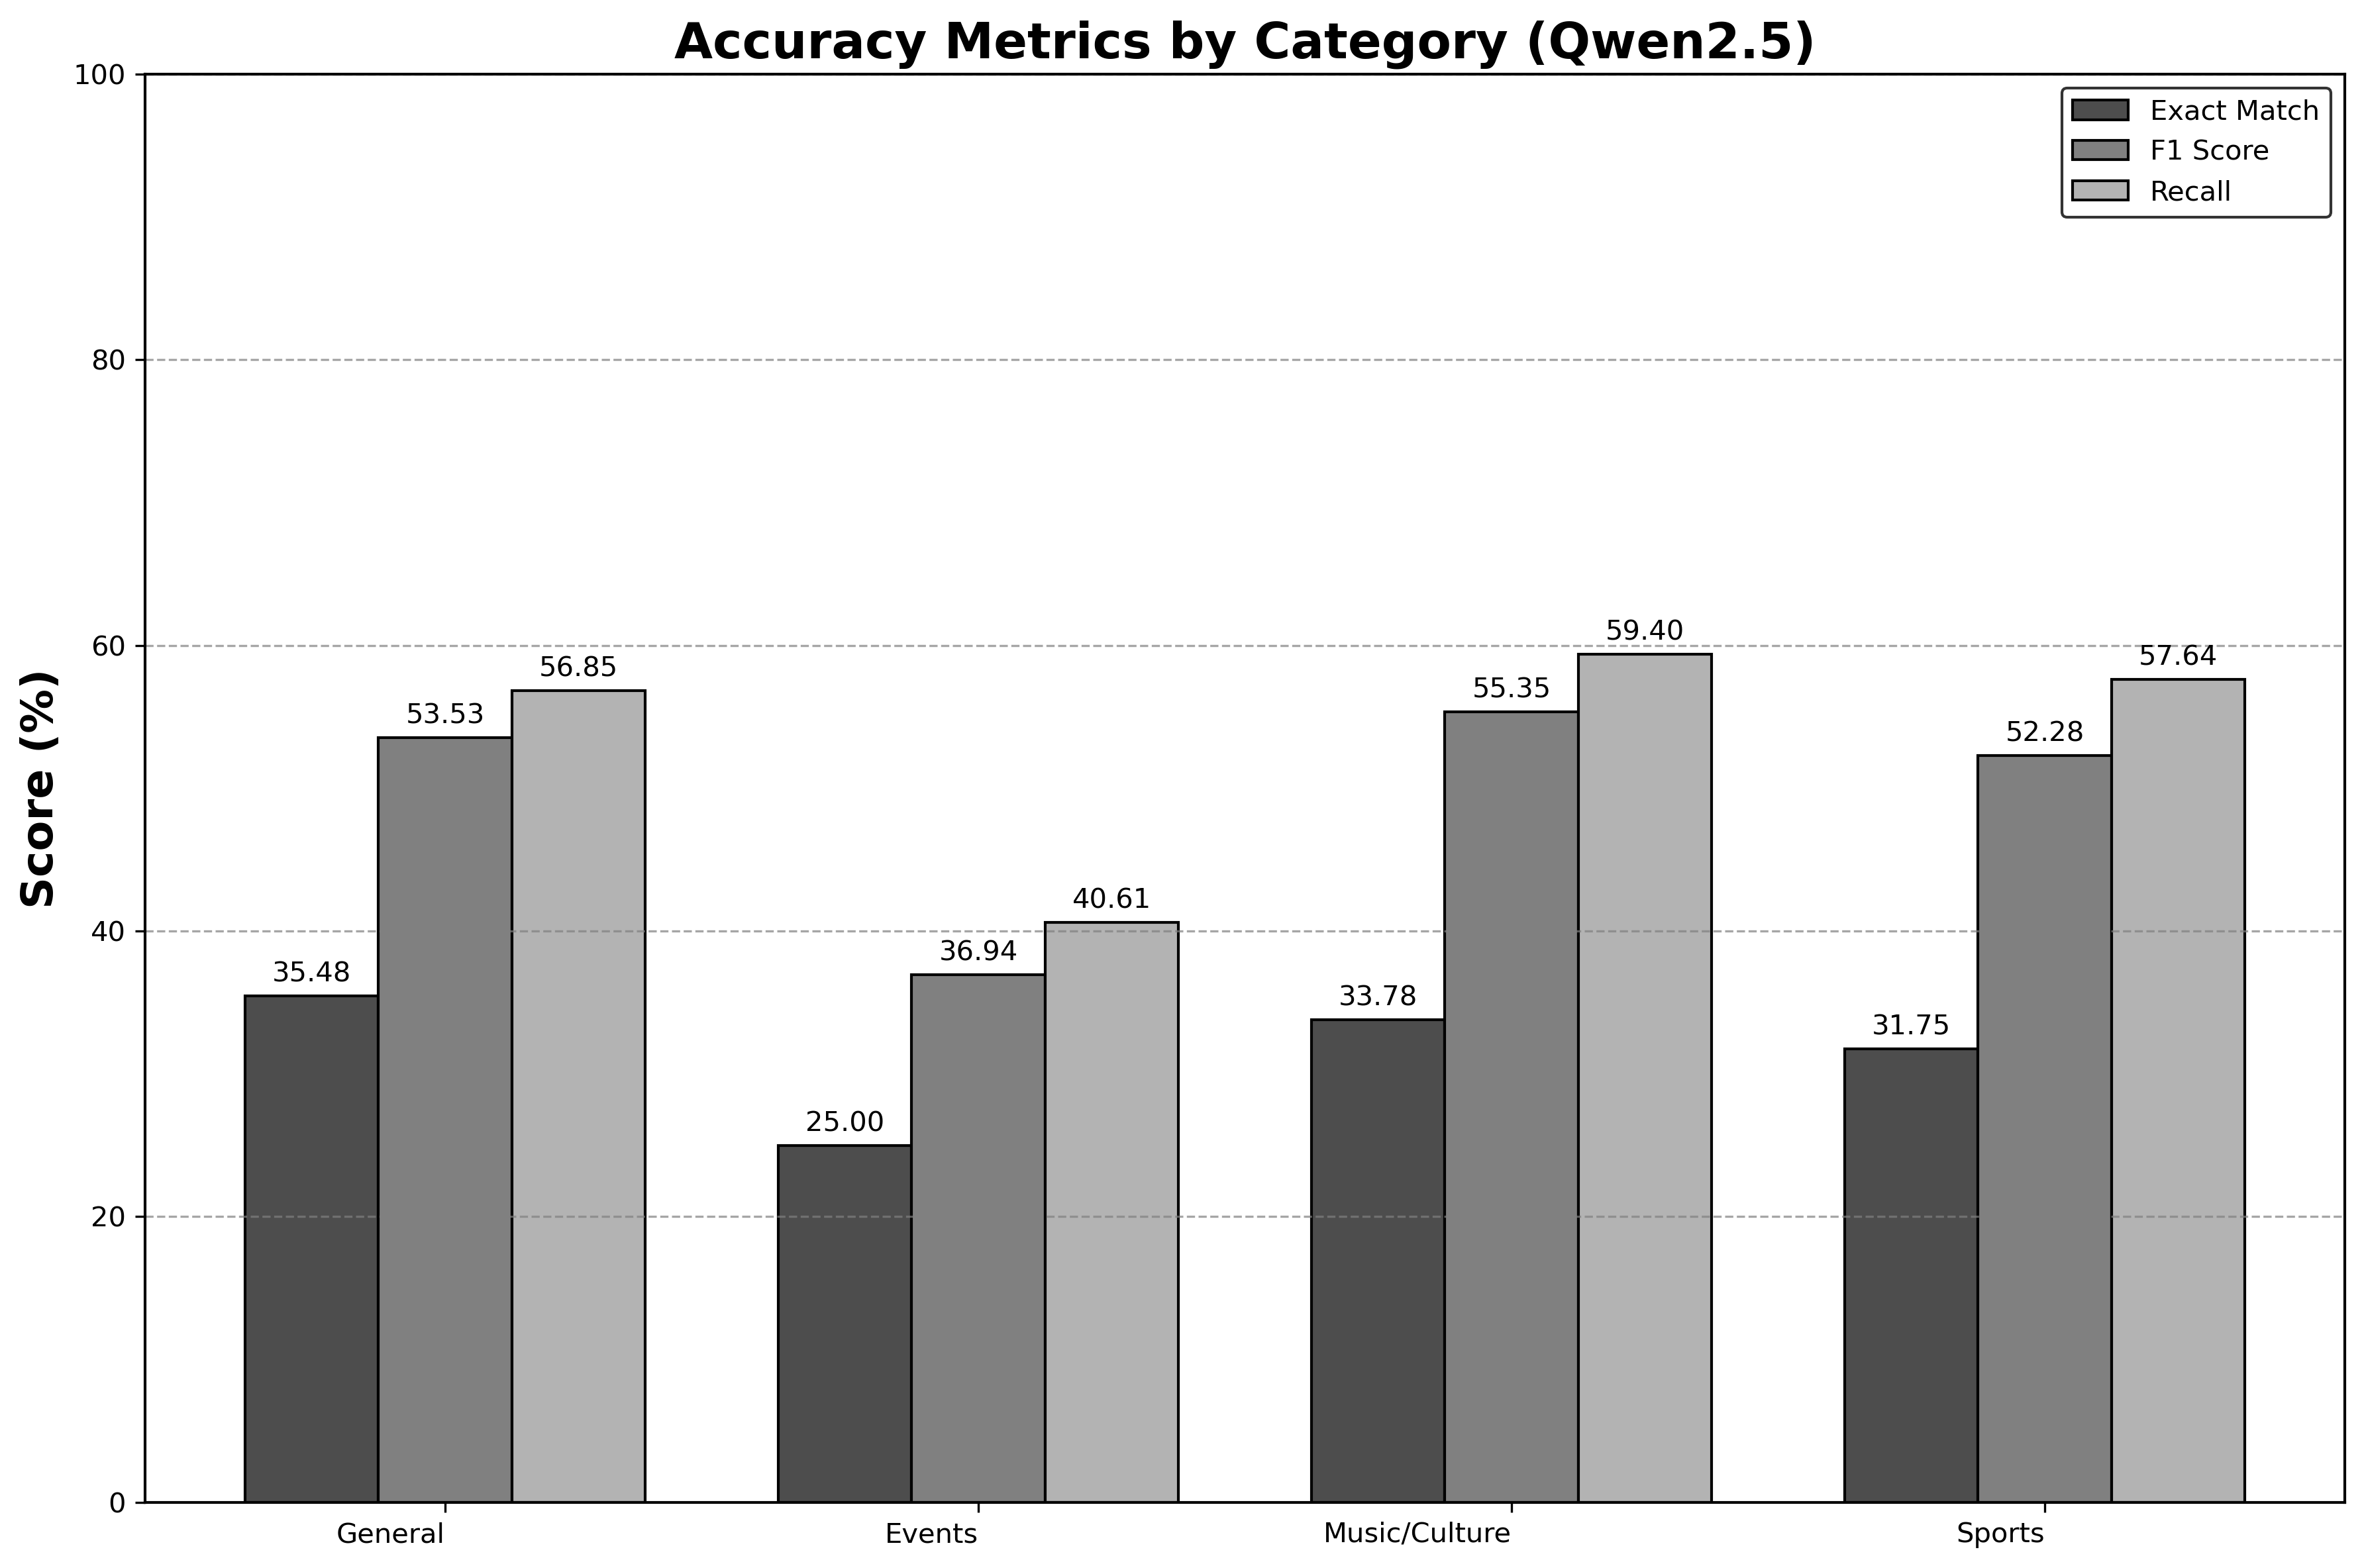 Accuracy Metrics by Category (Qwen2.5)
Exact Match
F1 Score
Recall
Score (%)
100
80
60
40
20
0
35.48
53.53
56.85
25.00
36.94
40.61
33.78
55.35
59.40
31.75
52.28
57.64
General
Events
Music/Culture
Sports